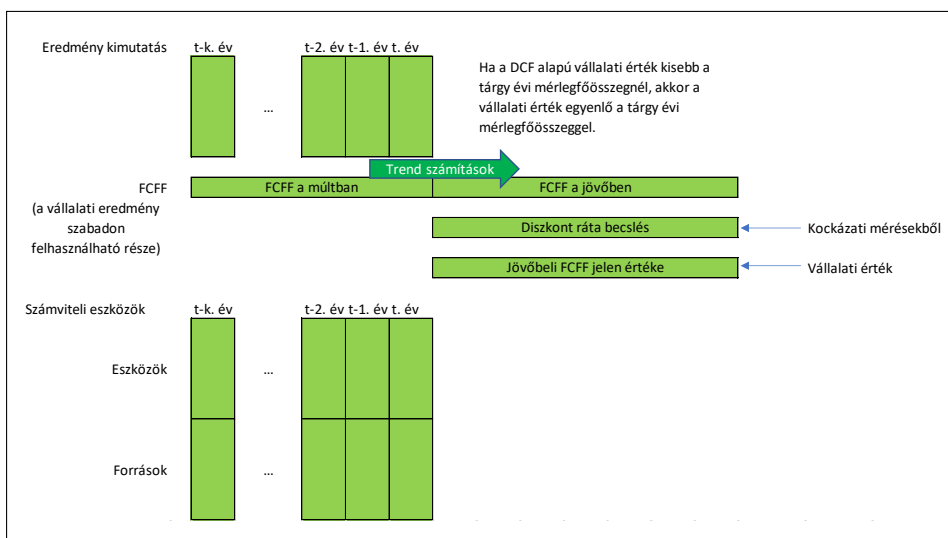 Eredmény kimutatás
t-k. év
t-2. év t-1. év t. év
...
Ha a DCF alapú vállalati érték kisebb a
tárgy évi mérlegfőösszegnél, akkor a
vállalati érték egyenlő a tárgy évi
mérlegfőösszeggel.
Trend számítások
FCFF
(a vállalati eredmény
szabadon
felhasználható része)
FCFF a múltban
FCFF a jövőben
Diszkont ráta becslés
Kockázati mérésekből
Jövőbeli FCFF jelen értéke
Vállalati érték
Számviteli eszközök
t-k. év
t-2. év t-1. év t. év
Eszközök
...
Források
...